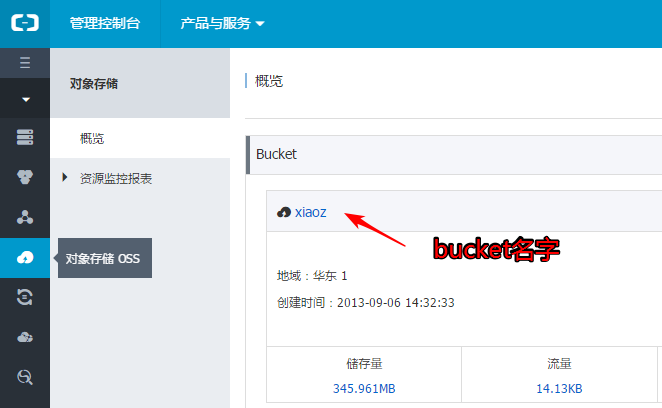 管理控制台 产品与服务
对象存储
概览
概览
资源监控报表
对象存储 OSS
Bucket
xiaoz
bucket名字
地域：华东 1
创建时间：2013-09-06 14:32:33
储存量 流量
345.961MB 14.13KB